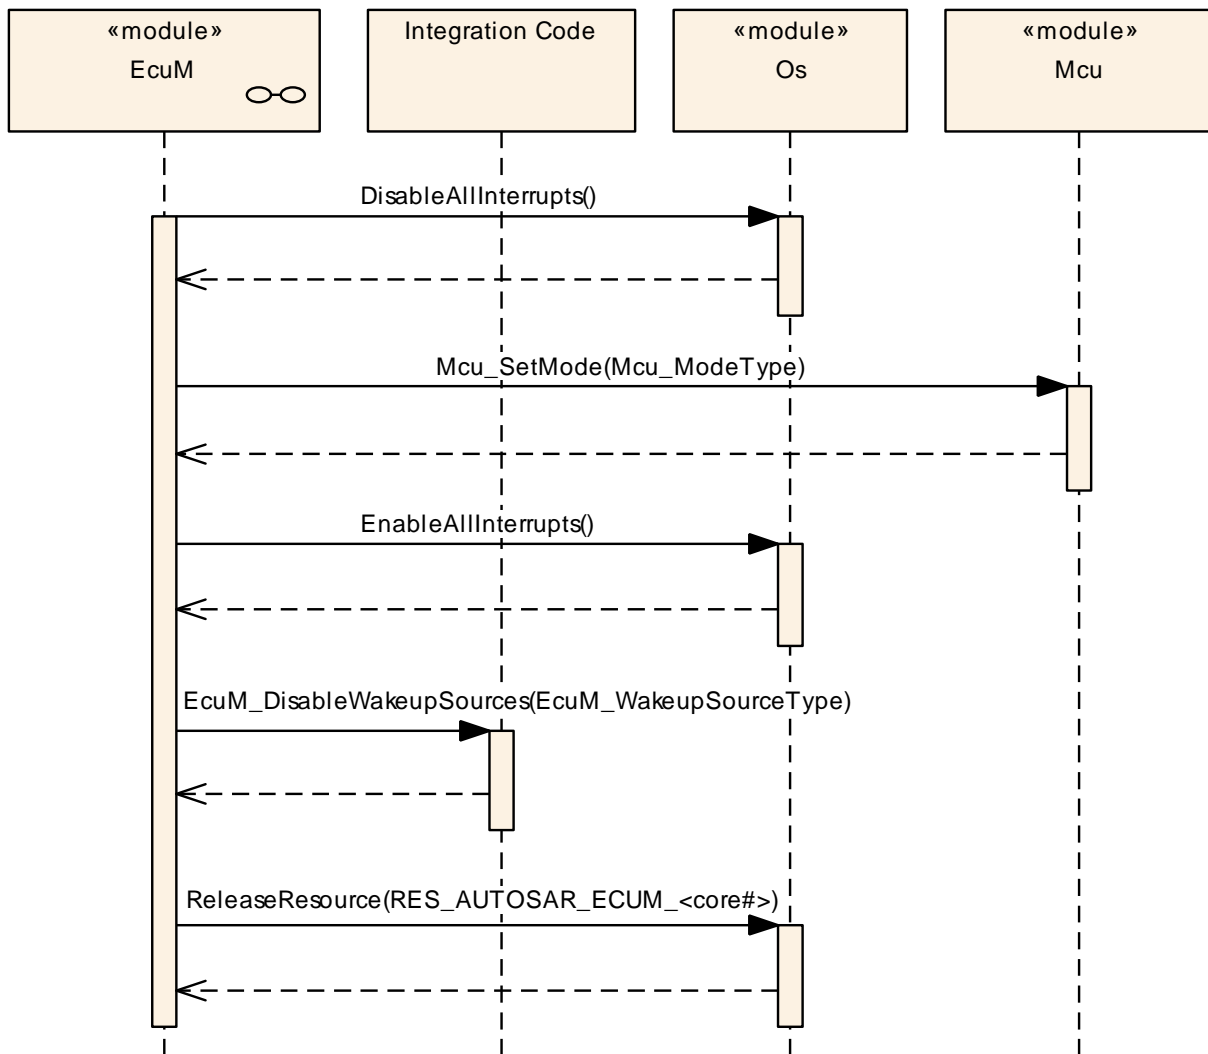 «module»
EcuM
Integration Code
«module»
Os
«module»
Mcu
DisableAllInterrupts()
Mcu_SetMode(Mcu_ModeType)
EnableAllInterrupts()
EcuM_DisableWakeupSources(EcuM_WakeupSourceType)
ReleaseResource(RES_AUTOSAR_ECUM_<core#>)